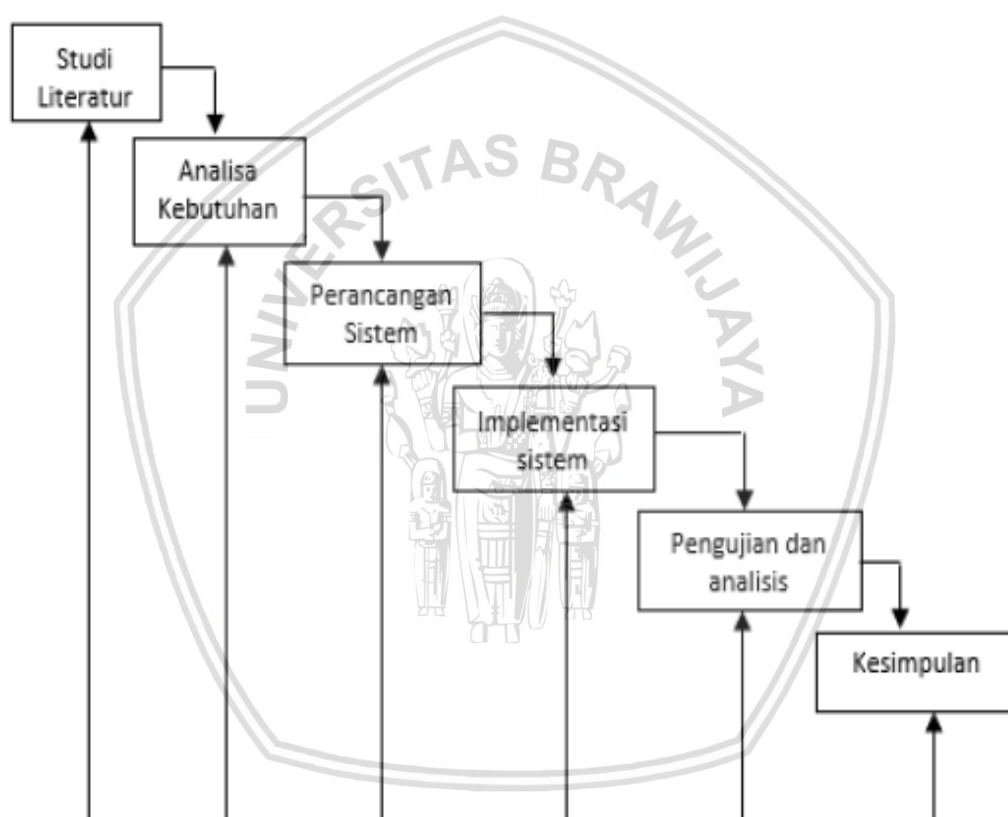 Studi
Literatur
Analisa
Kebutuhan
Perancangan
Sistem
Implementasi
sistem
Pengujian dan
analisis
Kesimpulan
UNIVERSITAS BRAWIJAYA